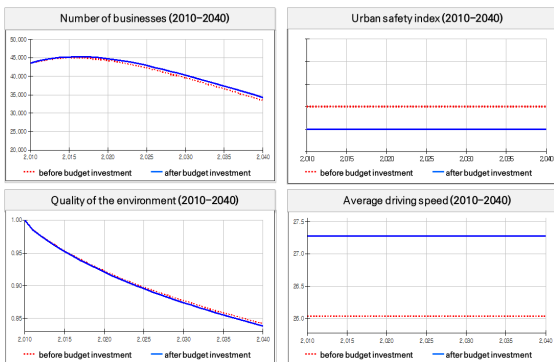 Number of businesses (2010-2040)
50,000
45,000
40,000
35,000
30,000
25,000
20,000
2,010 2,015 2,020 2,025 2,030 2,035 2,040
before budget investment after budget investment
Urban safety index (2010-2040)
2,010 2,015 2,020 2,025 2,030 2,035 2,040
before budget investment after budget investment
Quality of the environment (2010-2040)
1.00
0.95
0.90
0.85
2,010 2,015 2,020 2,025 2,030 2,035 2,040
before budget investment after budget investment
Average driving speed (2010-2040)
27.5
27.0
26.5
26.0
2,010 2,015 2,020 2,025 2,030 2,035 2,040
before budget investment after budget investment